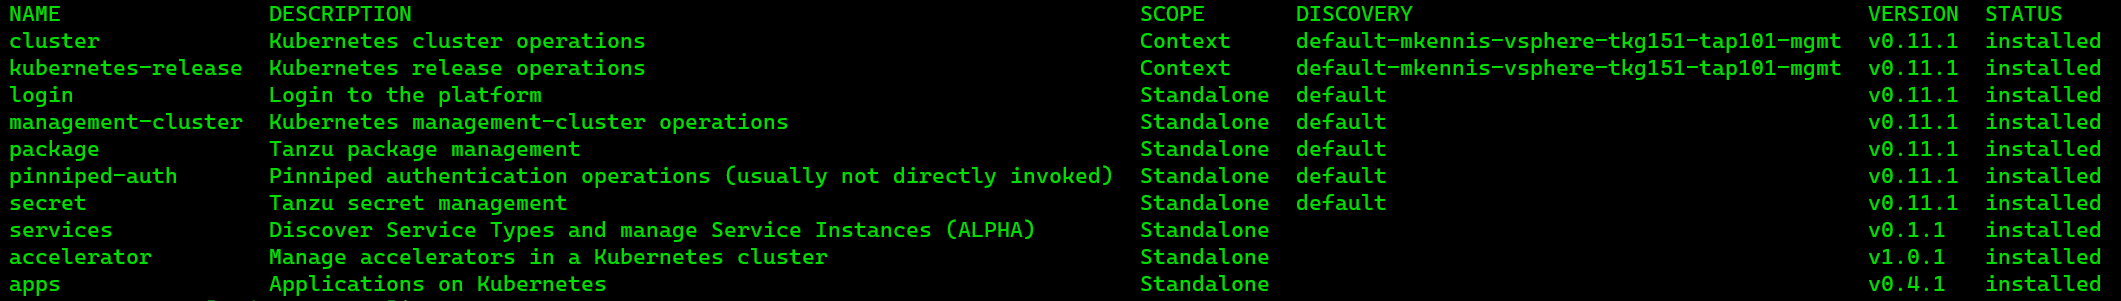 NAME DESCRIPTION SCOPE DISCOVERY VERSION STATUS
cluster Kubernetes cluster operations Context default-mkennis-vsphere-tkg151-tap101-mgmt v0.11.1 installed
kubernetes-release Kubernetes release operations Context default-mkennis-vsphere-tkg151-tap101-mgmt v0.11.1 installed
login Login to the platform Standalone default v0.11.1 installed
management-cluster Kubernetes management-cluster operations Standalone default v0.11.1 installed
package Tanzu package management Standalone default v0.11.1 installed
pinniped-auth Pinniped authentication operations (usually not directly invoked) Standalone default v0.11.1 installed
secret Tanzu secret management Standalone default v0.11.1 installed
services Discover Service Types and manage Service Instances (ALPHA) Standalone v0.1.1 installed
accelerator Manage accelerators in a Kubernetes cluster Standalone v1.0.1 installed
apps Applications on Kubernetes Standalone v0.4.1 installed